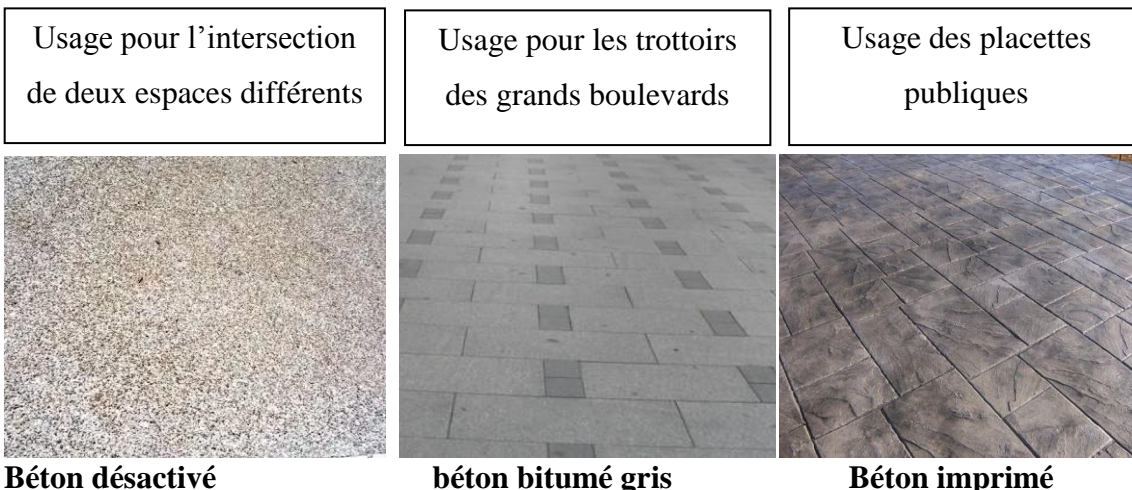 Usage pour l’intersection
de deux espaces différents
Usage pour les trottoirs
des grands boulevards
Usage des placettes
publiques
Béton désactivé
béton bitumé gris
Béton imprimé